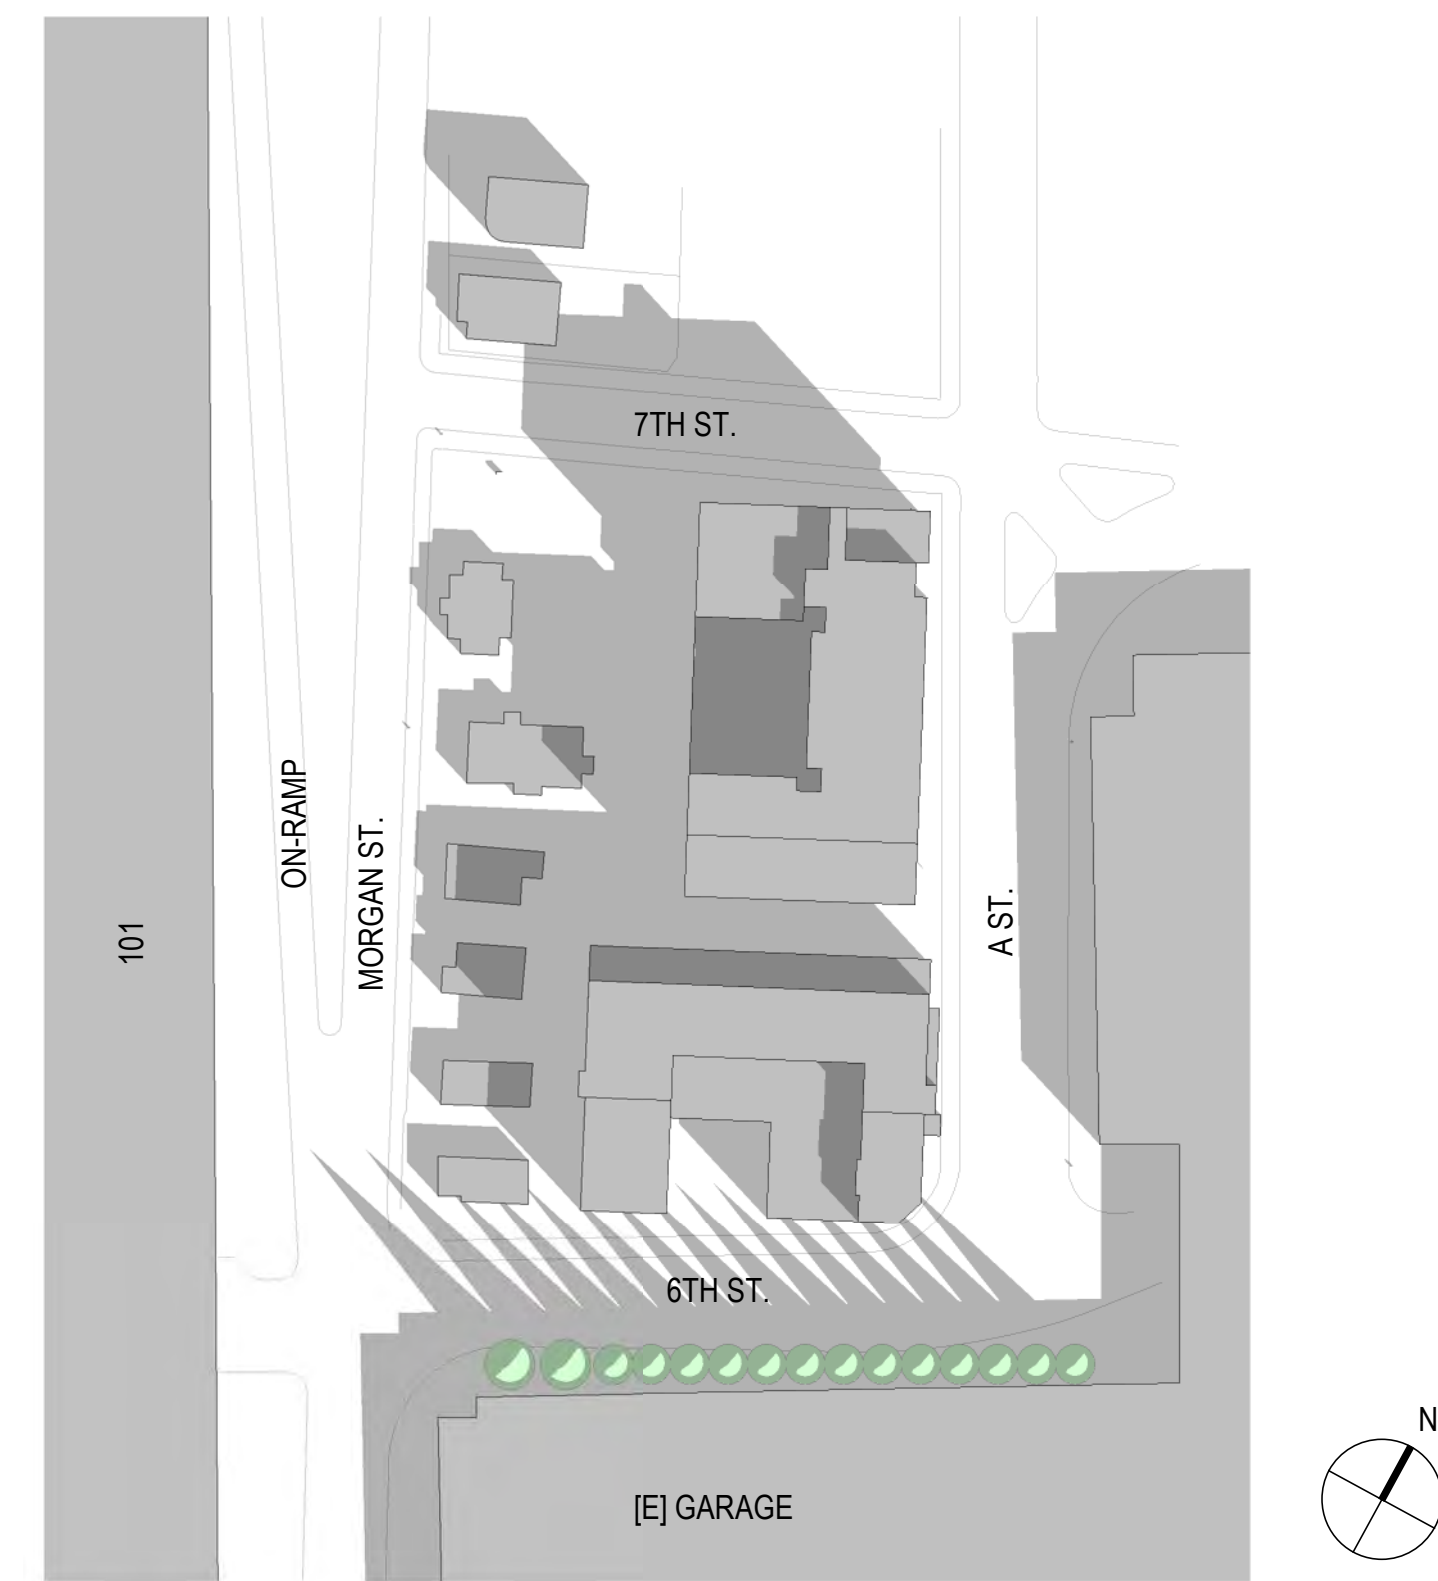 7TH ST.
ON-RAMP
MORGAN ST.
A ST.
101
6TH ST.
N
[E] GARAGE